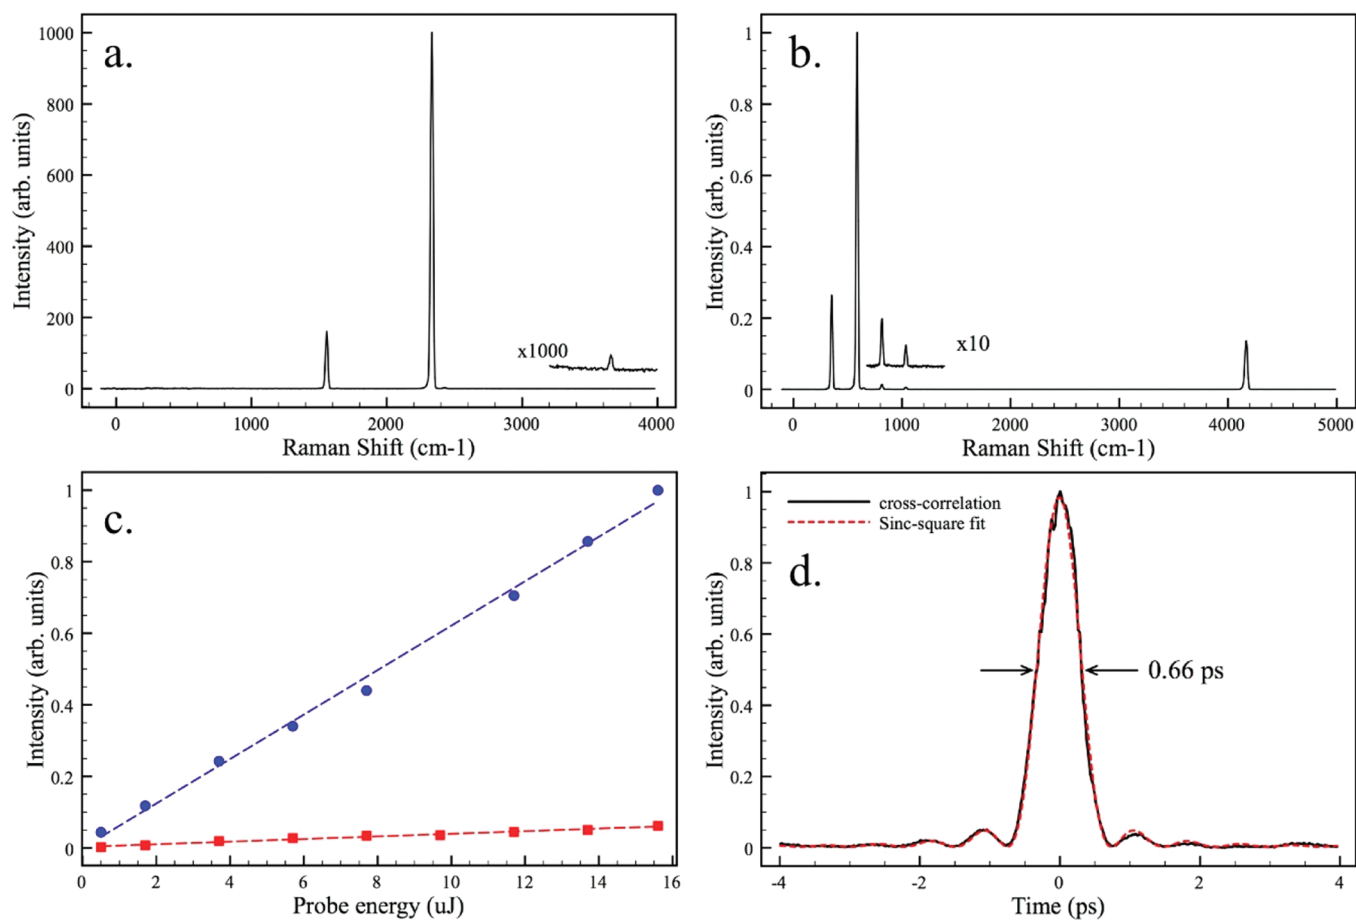 a.
Intensity (arb. units)
1000
800
600
400
200
0
x1000
0 1000 2000 3000 4000
Raman Shift (cm-1)
b.
Intensity (arb. units)
1
0.8
0.6
0.4
0.2
0
x10
0 1000 2000 3000 4000 5000
Raman Shift (cm-1)
c.
Intensity (arb. units)
1
0.8
0.6
0.4
0.2
0
0 2 4 6 8 10 12 14 16
Probe energy (uJ)
cross-correlation
Sinc-square fit
d.
Intensity (arb. units)
1
0.8
0.6
0.4
0.2
0
0.66 ps
-4 -2 0 2 4
Time (ps)